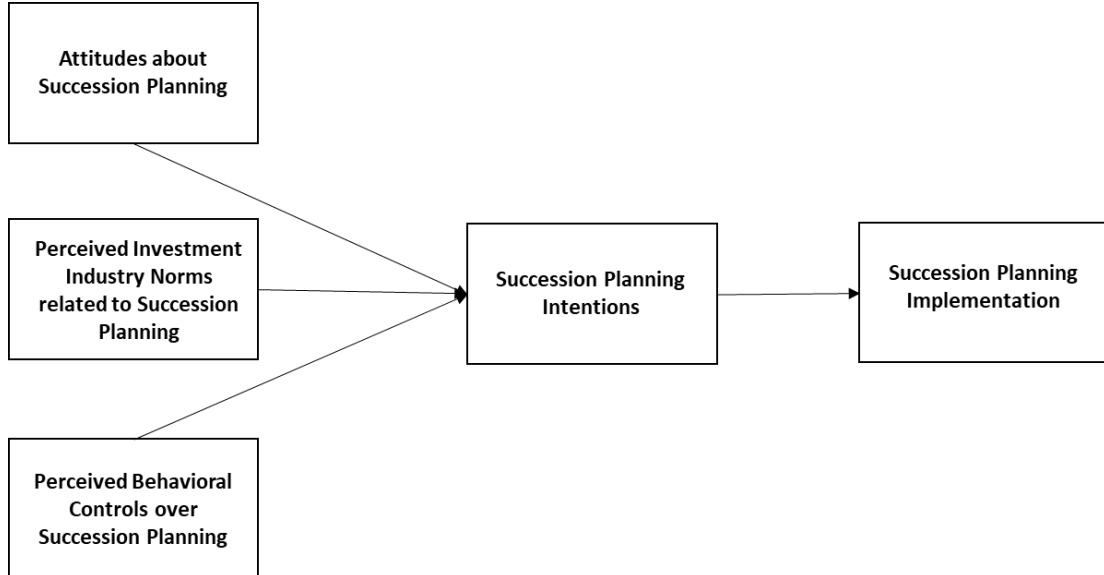 Attitudes about
Succession Planning
Perceived Investment
Industry Norms
related to Succession
Planning
Perceived Behavioral
Controls over
Succession Planning
Succession Planning
Intentions
Succession Planning
Implementation